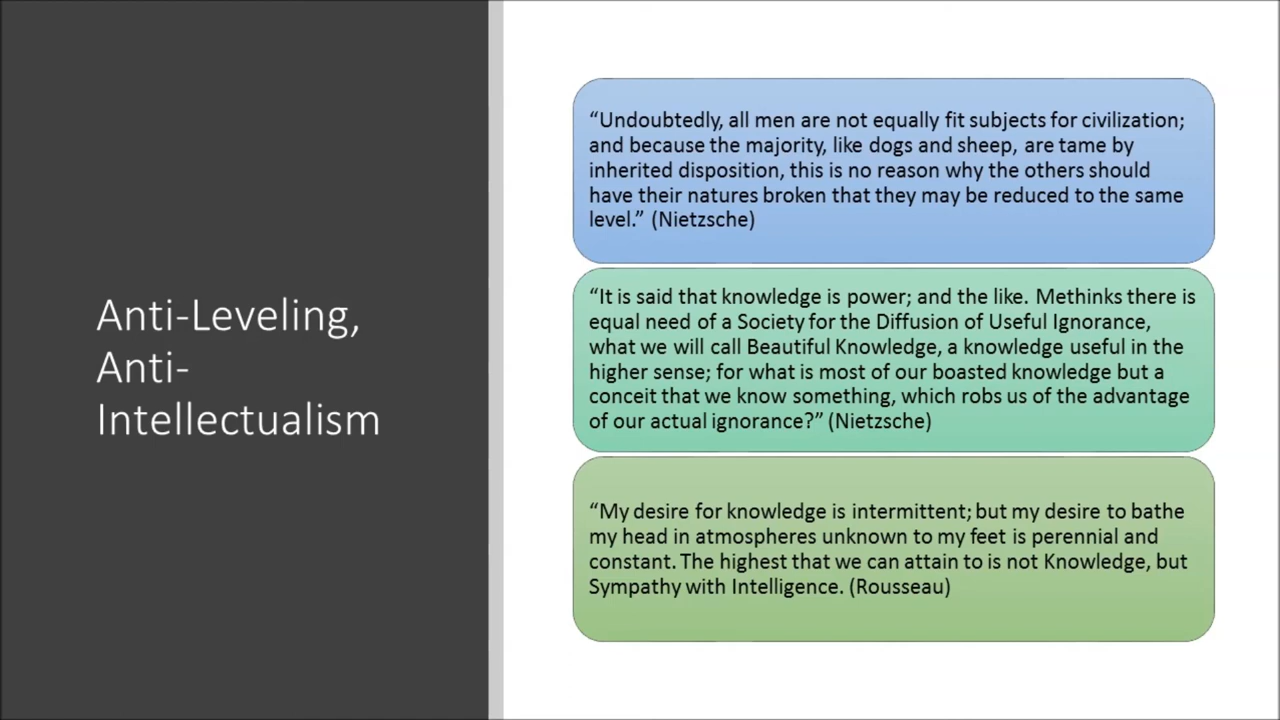 Anti-Leveling,
Anti-
Intellectualism
“Undoubtedly, all men are not equally fit subjects for civilization;
and because the majority, like dogs and sheep, are tame by
inherited disposition, this is no reason why the others should
have their natures broken that they may be reduced to the same
level.” (Nietzsche)
“It is said that knowledge is power; and the like. Methinks there is
equal need of a Society for the Diffusion of Useful Ignorance,
what we will call Beautiful Knowledge, a knowledge useful in the
higher sense; for what is most of our boasted knowledge but a
conceit that we know something, which robs us of the advantage
of our actual ignorance?” (Nietzsche)
“My desire for knowledge is intermittent; but my desire to bathe
my head in atmospheres unknown to my feet is perennial and
constant. The highest that we can attain to is not Knowledge, but
Sympathy with Intelligence. (Rousseau)